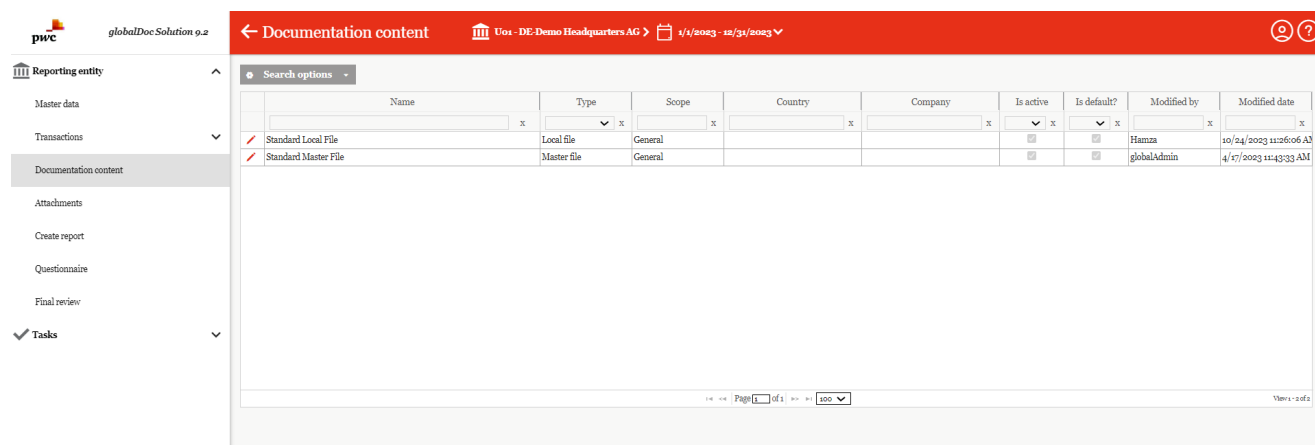 pwc
globalDoc Solution 9.2
Documentation content
U01 - DE-Demo Headquarters AG
1/1/2023 - 12/31/2023
Reporting entity
Master data
Transactions
Documentation content
Attachments
Create report
Questionnaire
Final review
Tasks
Search options
Name Type Scope Country Company Is active Is default? Modified by Modified date
x x x x x x x x x
Standard Local File Local file General Hamza 10/24/2023 11:26:06 AM
Standard Master File Master file General globalAdmin 4/17/2023 11:43:33 AM
Page 1 of 1 100
View 1 - 2 of 2